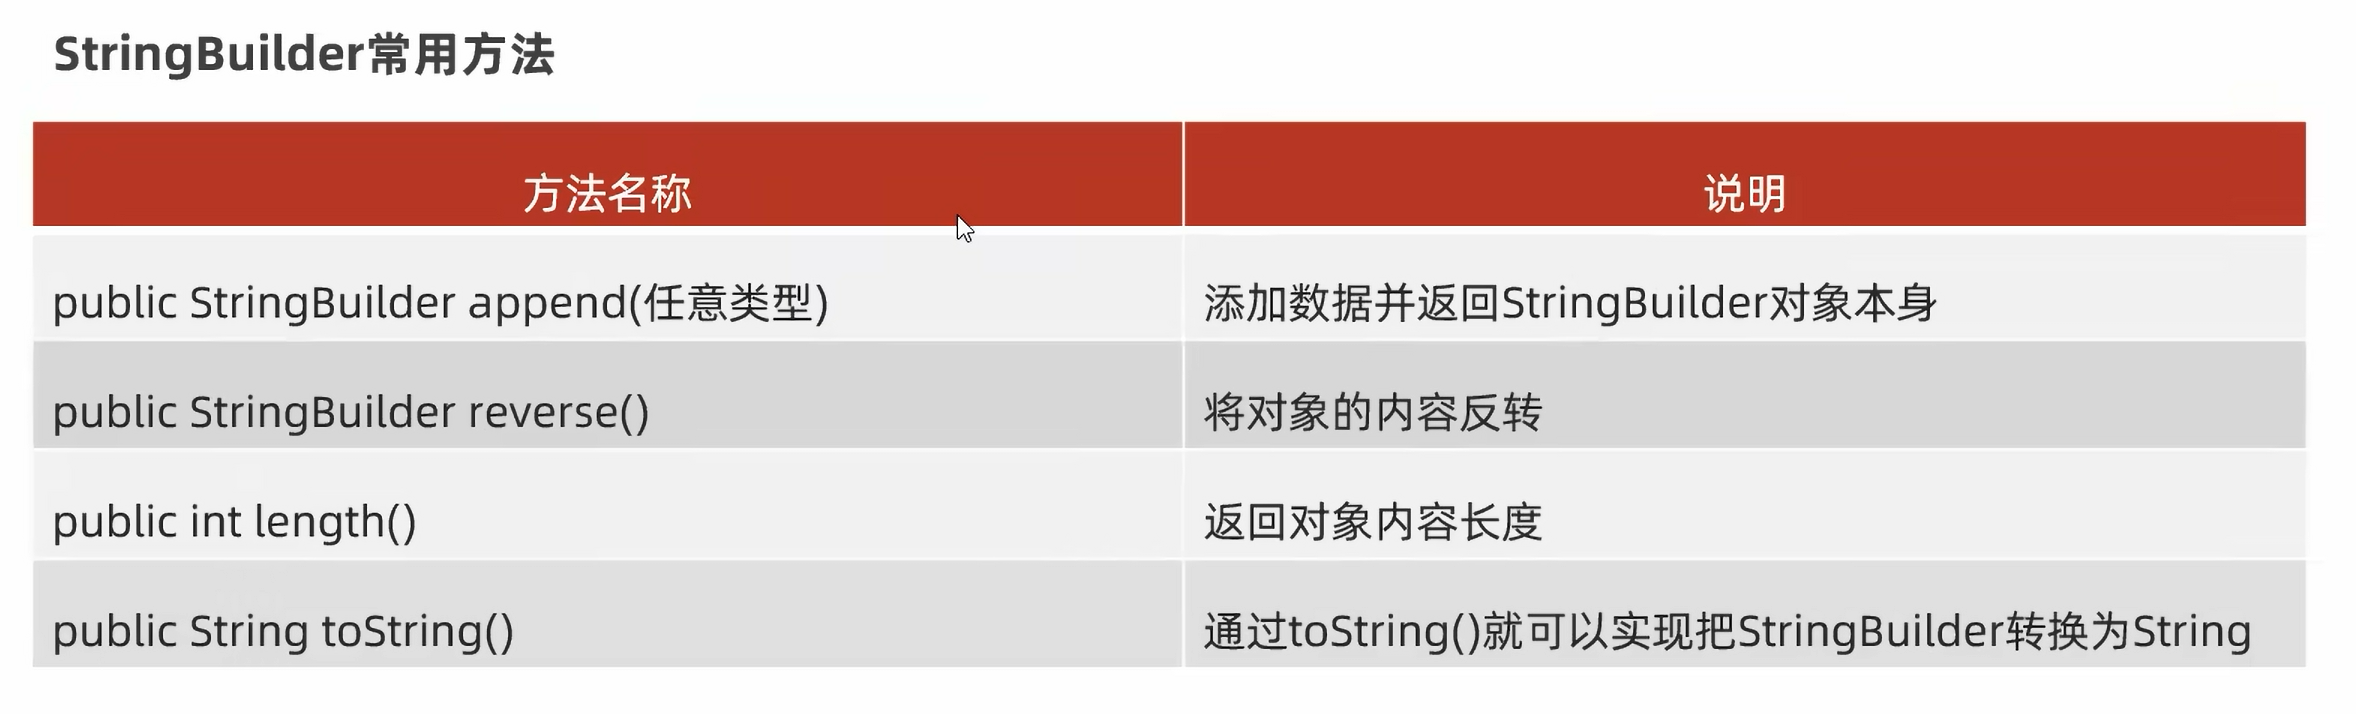 StringBuilder常用方法
方法名称 说明
public StringBuilder append(任意类型) 添加数据并返回StringBuilder对象本身
public StringBuilder reverse() 将对象的内容反转
public int length() 返回对象内容长度
public String toString() 通过toString()就可以实现把StringBuilder转换为String